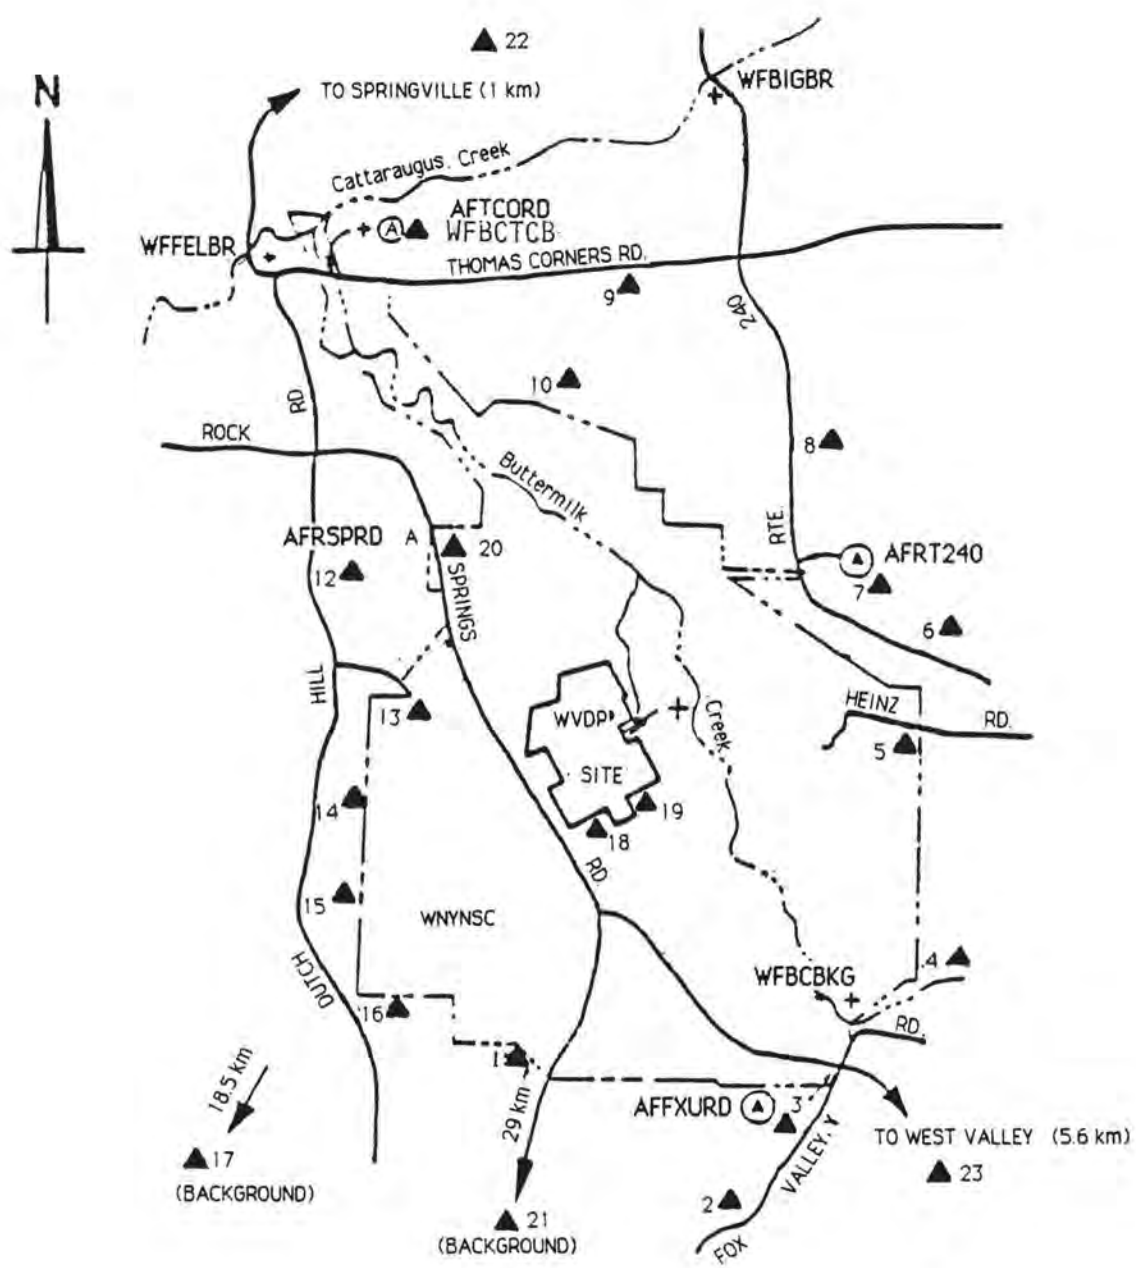 22
N
TO SPRINGVILLE (1 km)
WFBIGBR
Cattaraugus Creek
AFTCORD
A
WFBCTCB
WFFELBR
THOMAS CORNERS RD.
9
240
10
RD.
ROCK
8
Buttermilk
RTE.
AFRSPRD A
20
A AFRT240
12
7
SPRINGS
6
HILL
HEINZ
RD.
13
WVDP
Creek
5
SITE
14
19
18
RD.
15
WNYNSC
DUTCH
WFBCBKG
4
16
RD.
1
18.5 km
29 km
AFFXURD A 3
TO WEST VALLEY (5.6 km)
17
(BACKGROUND)
VALLEY
23
2
21
(BACKGROUND)
FOX